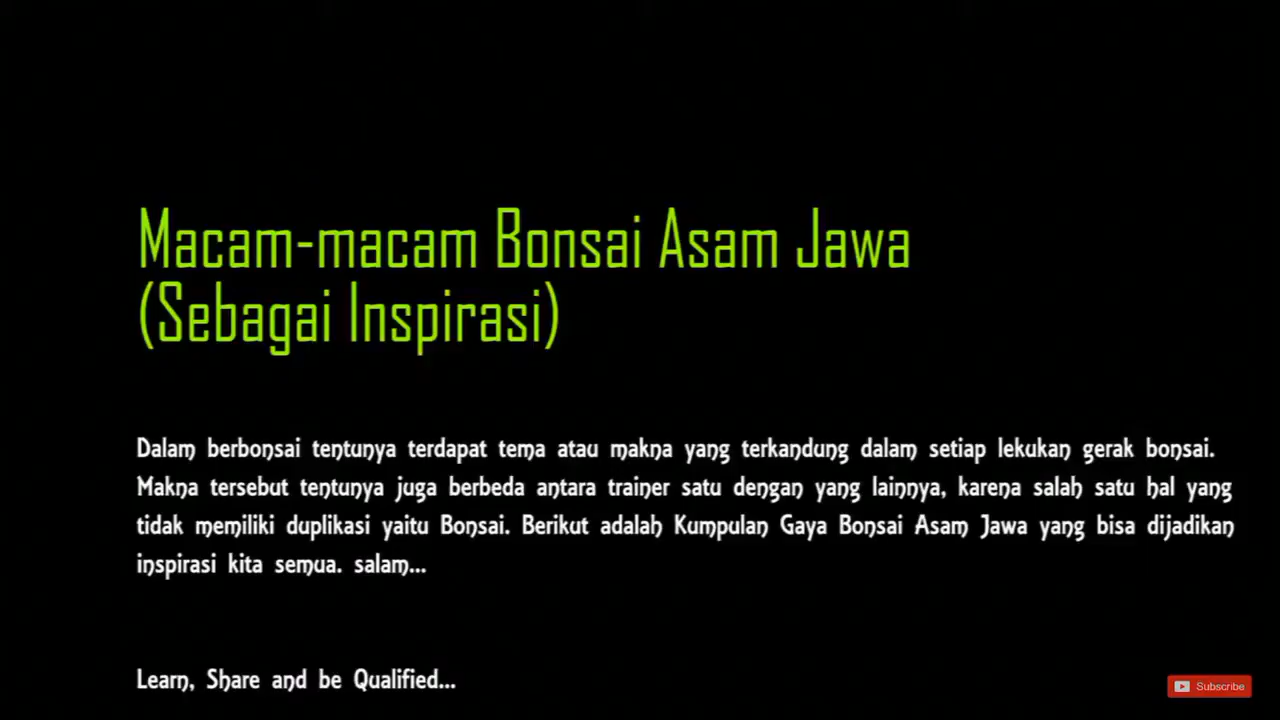 Macam-macam Bonsai Asam Jawa
(Sebagai Inspirasi)
Dalam berbonsai tentunya terdapat tema atau makna yang terkandung dalam setiap lekukan gerak bonsai.
Makna tersebut tentunya juga berbeda antara trainer satu dengan yang lainnya, karena salah satu hal yang
tidak memiliki duplikasi yaitu Bonsai. Berikut adalah Kumpulan Gaya Bonsai Asam Jawa yang bisa dijadikan
inspirasi kita semua. salam...
Learn, Share and be Qualified...
Subscribe